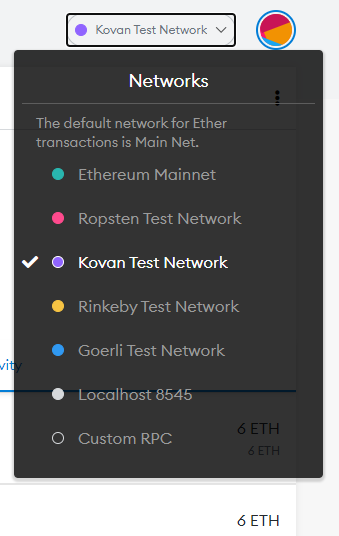 Kovan Test Network
Networks
The default network for Ether
transactions is Main Net.
Ethereum Mainnet
Ropsten Test Network
Kovan Test Network
Rinkeby Test Network
Goerli Test Network
vity
Localhost 8545
Custom RPC
6 ETH
6 ETH
6 ETH